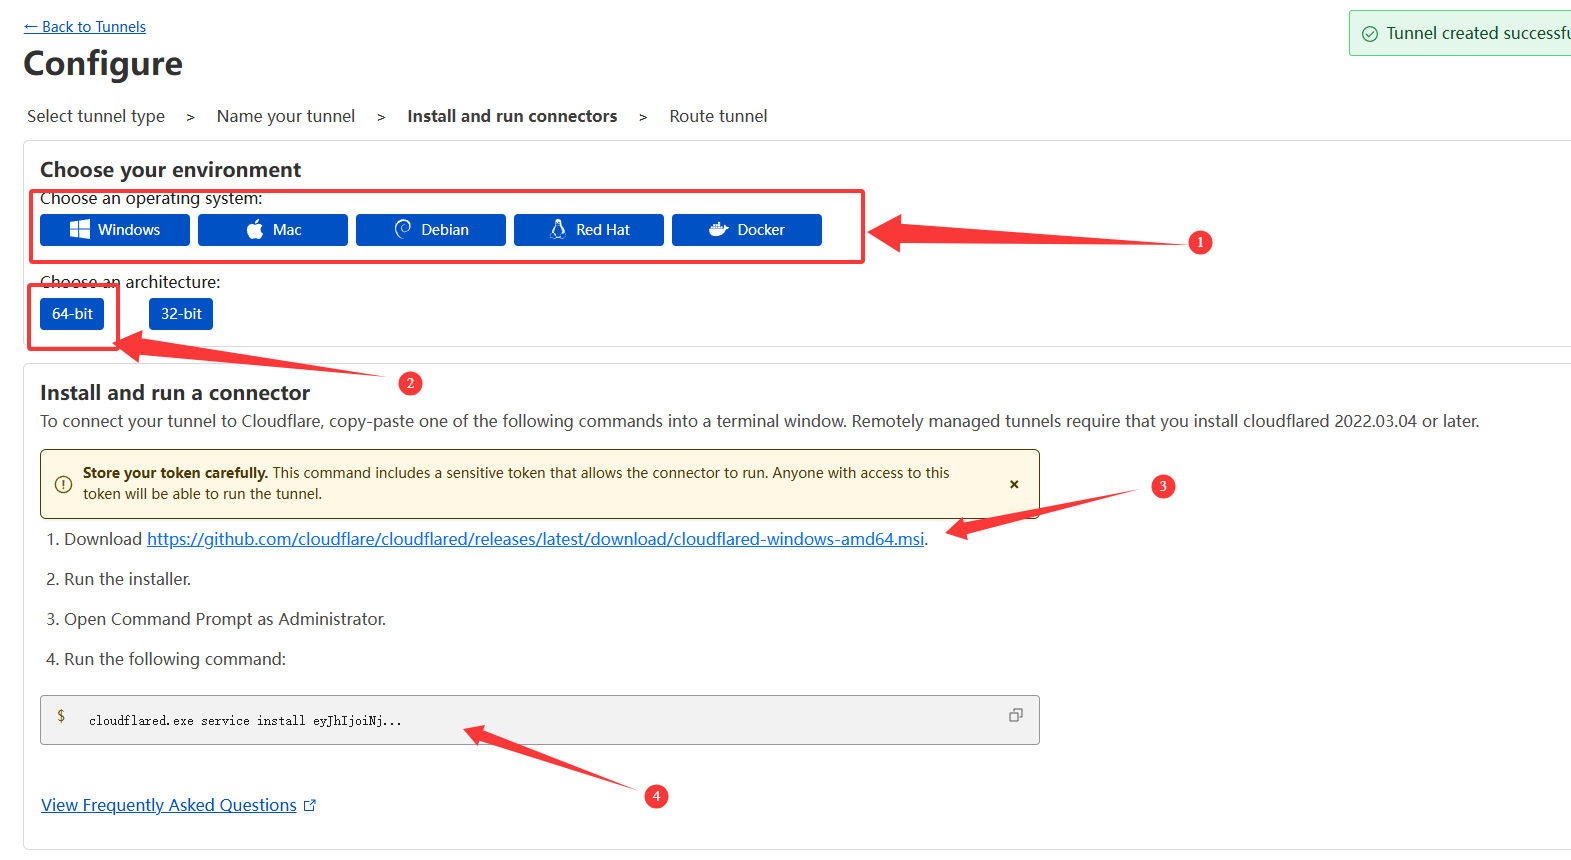 ← Back to Tunnels
Tunnel created successfu
Configure
Select tunnel type > Name your tunnel > Install and run connectors > Route tunnel
Choose your environment
Choose an operating system:
Windows Mac Debian Red Hat Docker
1
Choose an architecture:
64-bit 32-bit
2
Install and run a connector
To connect your tunnel to Cloudflare, copy-paste one of the following commands into a terminal window. Remotely managed tunnels require that you install cloudflared 2022.03.04 or later.
Store your token carefully. This command includes a sensitive token that allows the connector to run. Anyone with access to this
token will be able to run the tunnel.
×
3
1. Download https://github.com/cloudflare/cloudflared/releases/latest/download/cloudflared-windows-amd64.msi.
2. Run the installer.
3. Open Command Prompt as Administrator.
4. Run the following command:
$ cloudflared.exe service install eyJhIjoiNj...
4
View Frequently Asked Questions